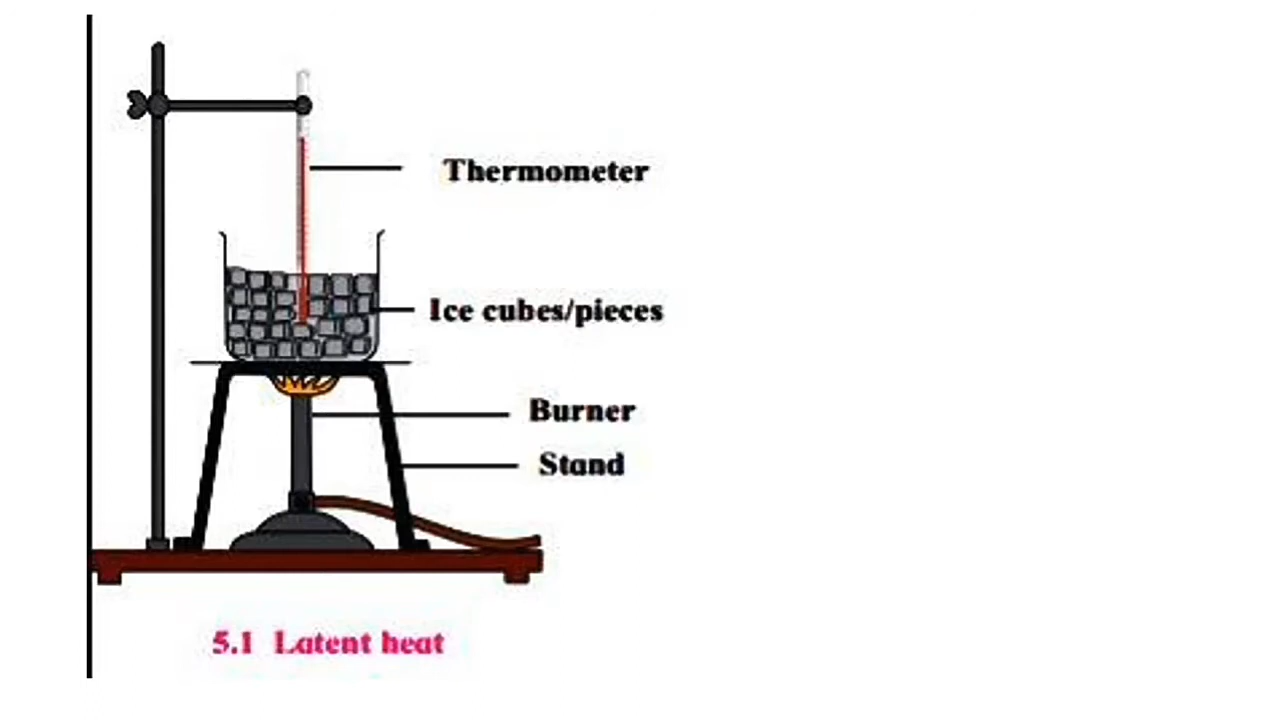 Thermometer
Ice cubes/pieces
Burner
Stand
5.1 Latent heat